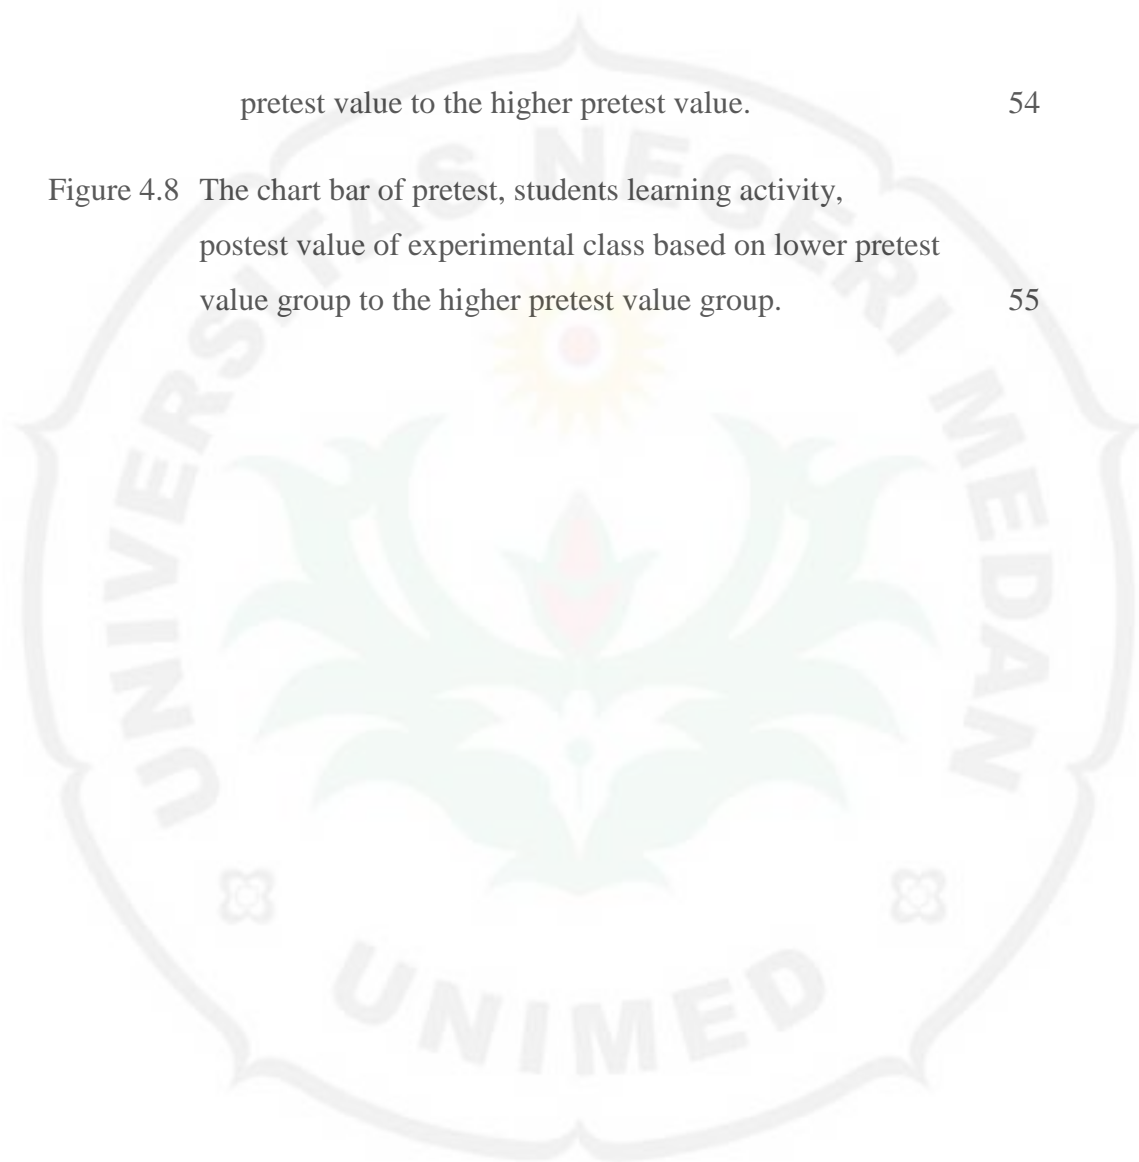 pretest value to the higher pretest value. 54
Figure 4.8 The chart bar of pretest, students learning activity,
postest value of experimental class based on lower pretest
value group to the higher pretest value group. 55
UNIVERSITAS NEGERI MEDAN
UNIMED